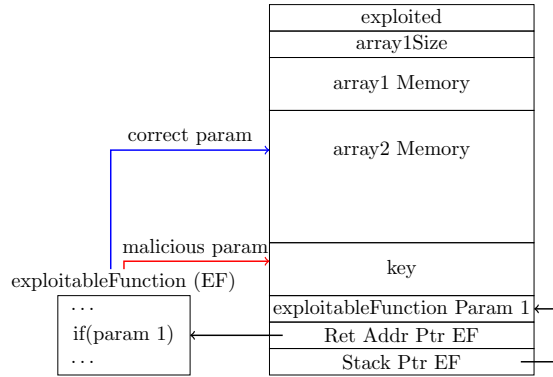 exploited
array1Size
array1 Memory
correct param
array2 Memory
malicious param
key
exploitableFunction (EF)
exploitableFunction Param 1
...
if(param 1)
Ret Addr Ptr EF
...
Stack Ptr EF